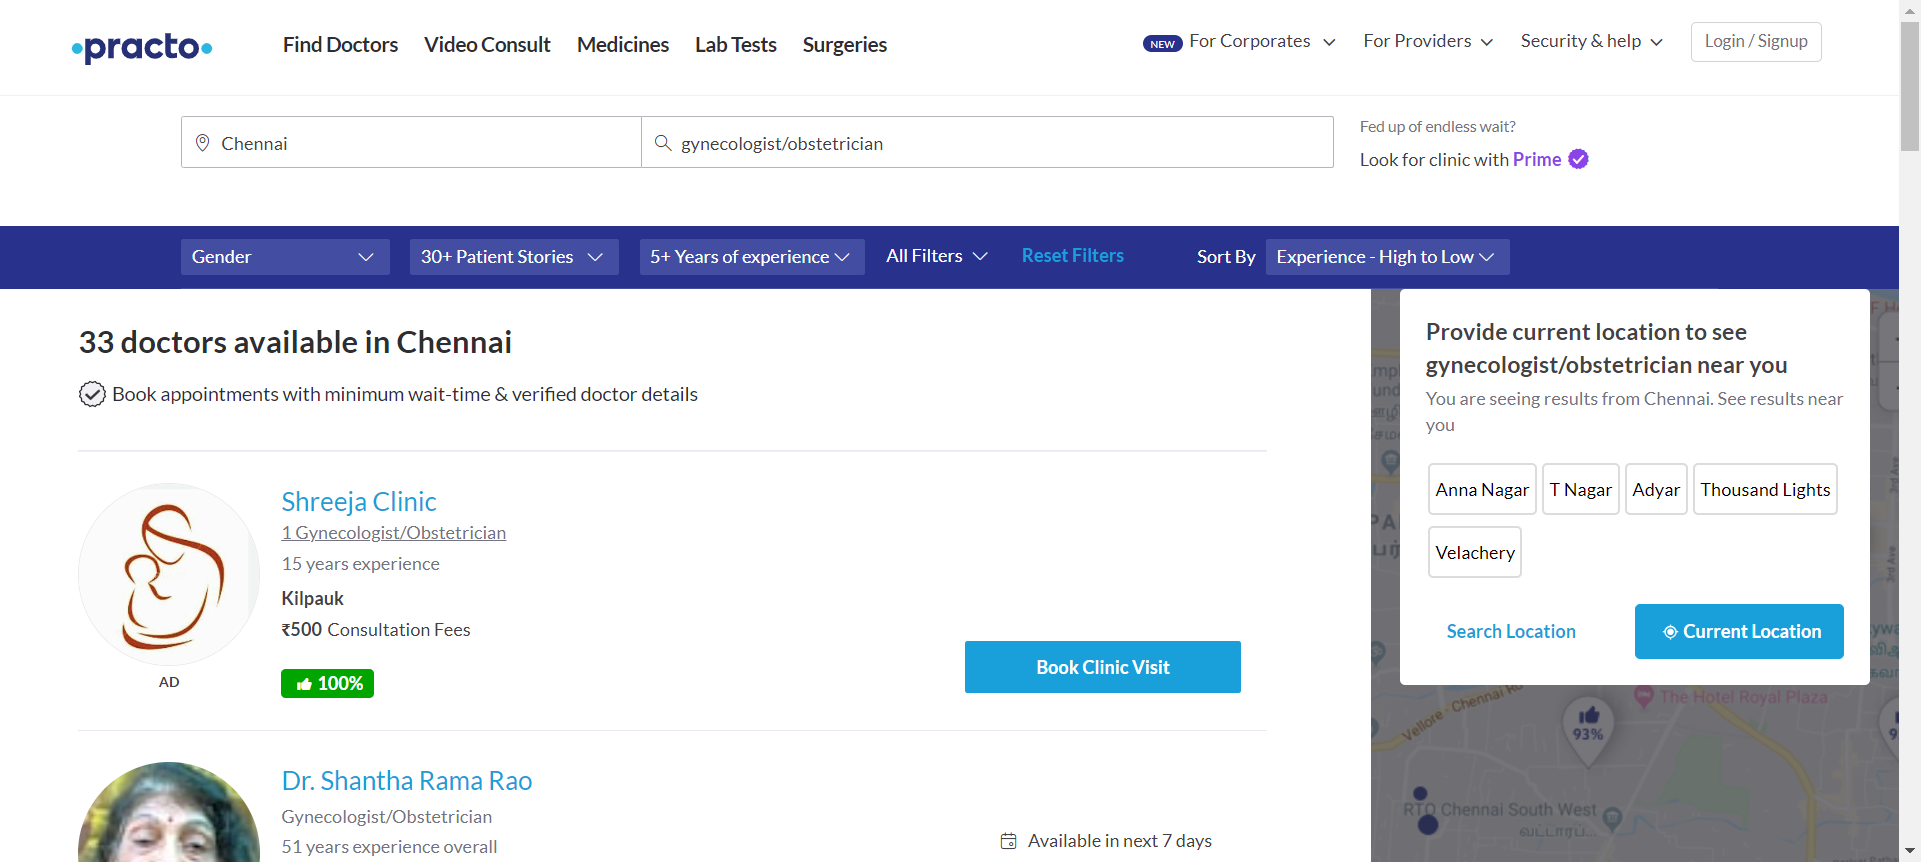 practo
Find Doctors
Video Consult
Medicines
Lab Tests
Surgeries
NEW For Corporates
For Providers
Security & help
Login / Signup
Chennai
gynecologist/obstetrician
Fed up of endless wait?
Look for clinic with Prime
Gender
30+ Patient Stories
5+ Years of experience
All Filters
Reset Filters
Sort By
Experience - High to Low
33 doctors available in Chennai
Book appointments with minimum wait-time & verified doctor details
Shreeja Clinic
1 Gynecologist/Obstetrician
15 years experience
Kilpauk
₹500 Consultation Fees
100%
AD
Book Clinic Visit
Dr. Shantha Rama Rao
Gynecologist/Obstetrician
51 years experience overall
Available in next 7 days
Provide current location to see
gynecologist/obstetrician near you
You are seeing results from Chennai. See results near
you
Anna Nagar
T Nagar
Adyar
Thousand Lights
Velachery
Search Location
Current Location
The Hotel Royal Plaza
Vellore - Chennai
93%
RTO Chennai South West
3rd Ave